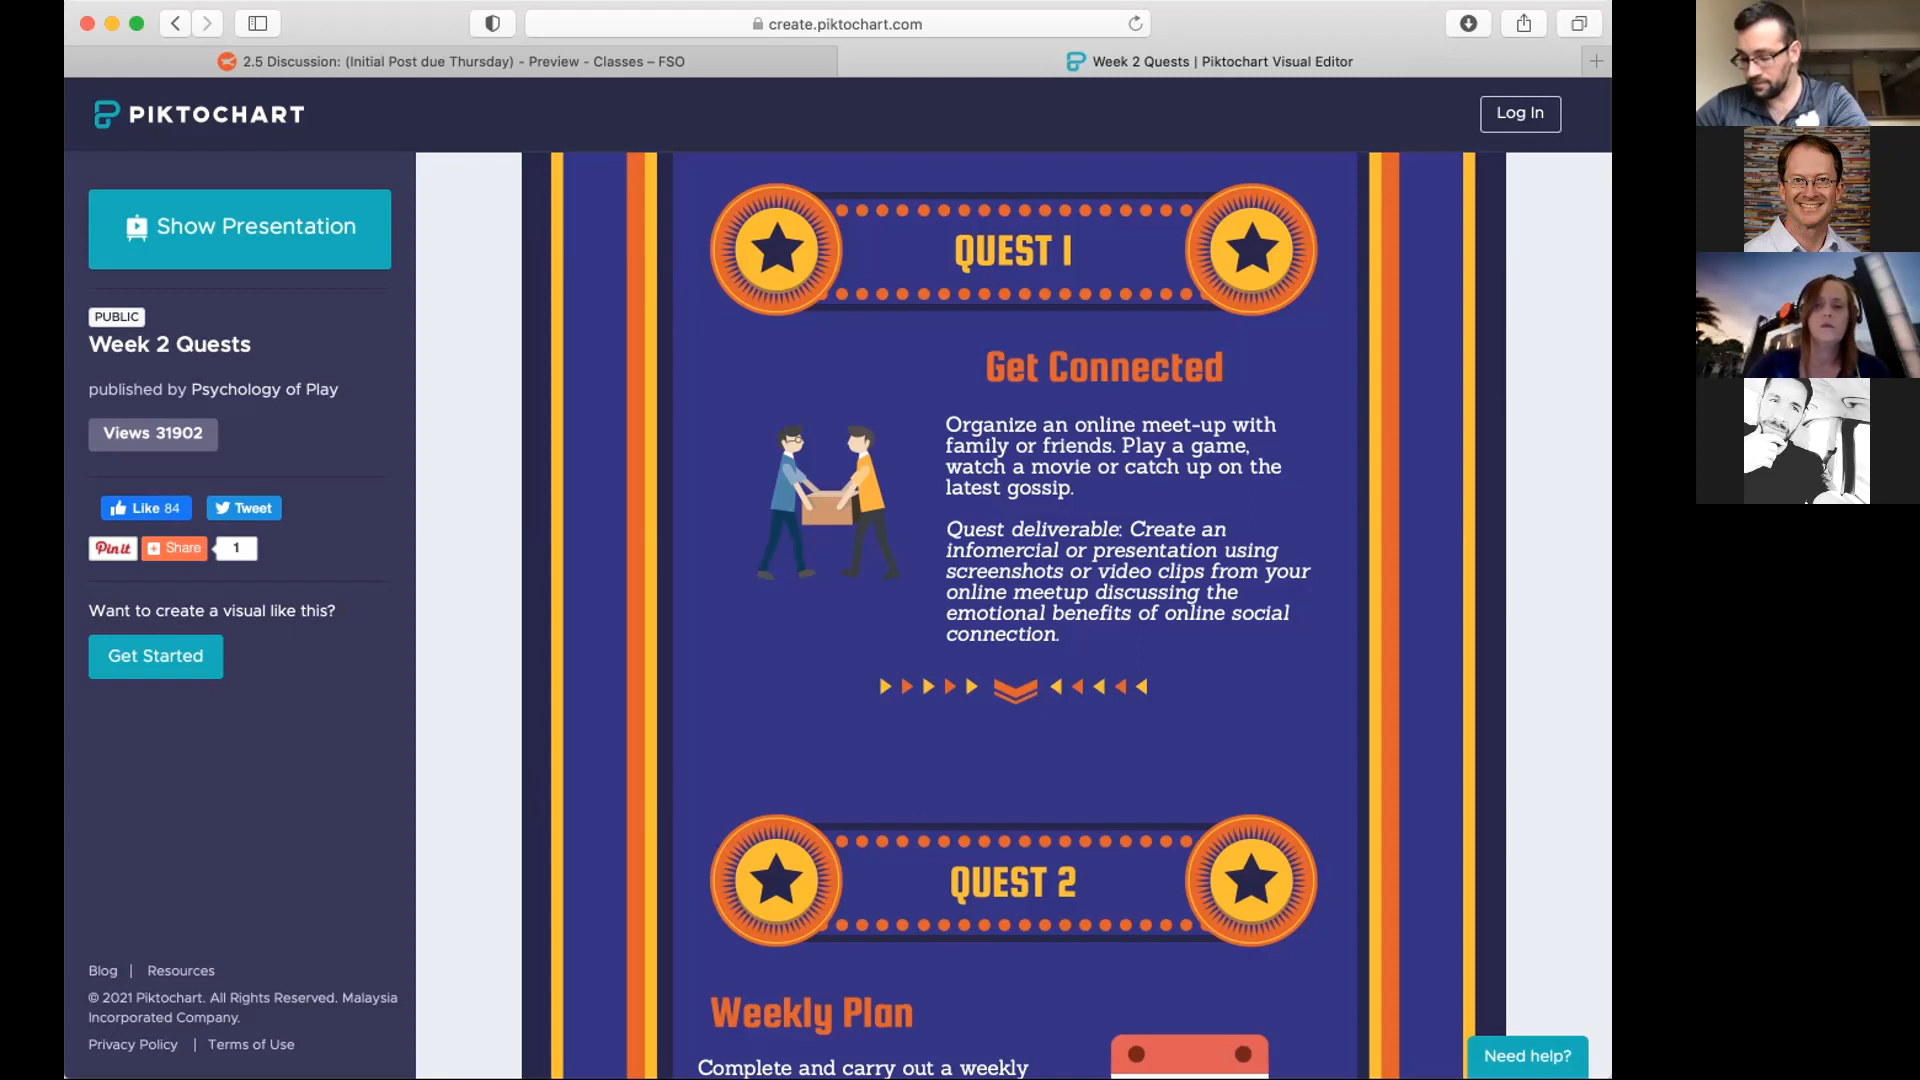 create.piktochart.com
2.5 Discussion: (Initial Post due Thursday) - Preview - Classes – FSO
Week 2 Quests | Piktochart Visual Editor
PIKTOCHART
Log In
Show Presentation
PUBLIC
Week 2 Quests
published by Psychology of Play
Views 31902
Like 84
Tweet
Pin it
Share
1
Want to create a visual like this?
Get Started
Blog | Resources
© 2021 Piktochart. All Rights Reserved. Malaysia
Incorporated Company.
Privacy Policy | Terms of Use
QUEST 1
Get Connected
Organize an online meet-up with
family or friends. Play a game,
watch a movie or catch up on the
latest gossip.
Quest deliverable: Create an
infomercial or presentation using
screenshots or video clips from your
online meetup discussing the
emotional benefits of online social
connection.
QUEST 2
Weekly Plan
Complete and carry out a weekly
Need help?